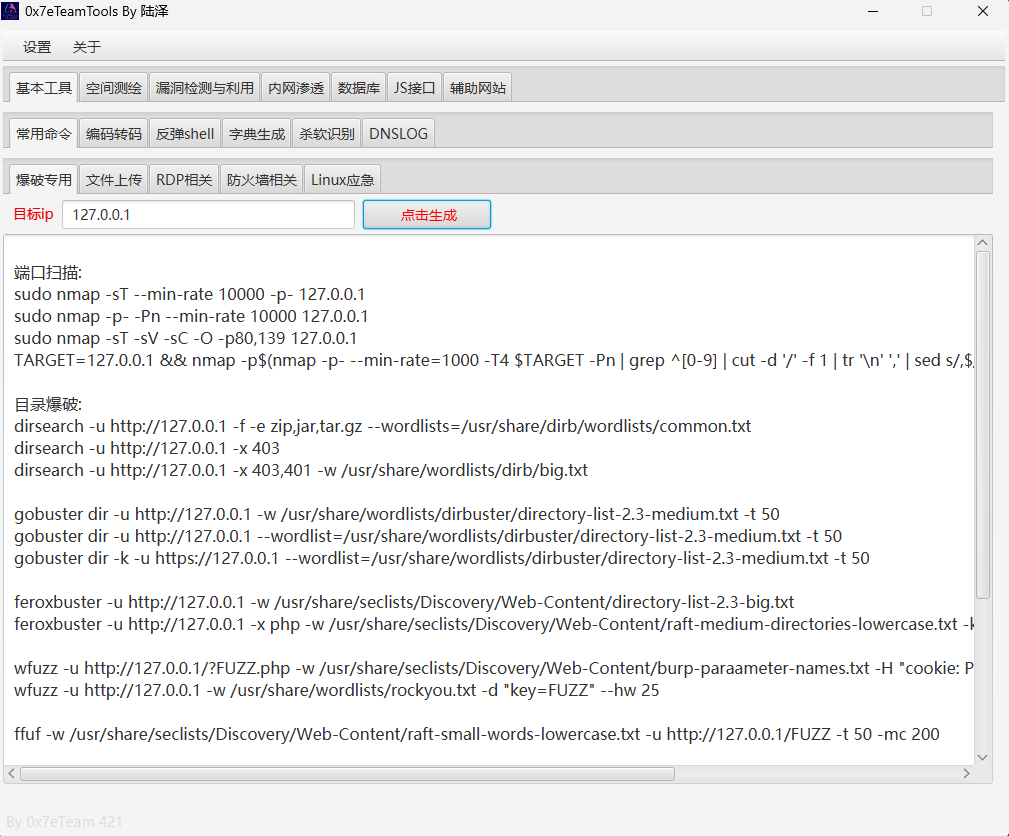 0x7eTeamTools By 陆泽
设置 关于
基本工具 空间测绘 漏洞检测与利用 内网渗透 数据库 JS接口 辅助网站
常用命令 编码转码 反弹shell 字典生成 杀软识别 DNSLOG
爆破专用 文件上传 RDP相关 防火墙相关 Linux应急
目标ip 127.0.0.1 点击生成
端口扫描:
sudo nmap -sT --min-rate 10000 -p- 127.0.0.1
sudo nmap -p- -Pn --min-rate 10000 127.0.0.1
sudo nmap -sT -sV -sC -O -p80,139 127.0.0.1
TARGET=127.0.0.1 && nmap -p$(nmap -p- --min-rate=1000 -T4 $TARGET -Pn | grep ^[0-9] | cut -d '/' -f 1 | tr '\n' ',' | sed s/,$/
目录爆破:
dirsearch -u http://127.0.0.1 -f -e zip,jar,tar.gz --wordlists=/usr/share/dirb/wordlists/common.txt
dirsearch -u http://127.0.0.1 -x 403
dirsearch -u http://127.0.0.1 -x 403,401 -w /usr/share/wordlists/dirb/big.txt
gobuster dir -u http://127.0.0.1 -w /usr/share/wordlists/dirbuster/directory-list-2.3-medium.txt -t 50
gobuster dir -u http://127.0.0.1 --wordlist=/usr/share/wordlists/dirbuster/directory-list-2.3-medium.txt -t 50
gobuster dir -k -u https://127.0.0.1 --wordlist=/usr/share/wordlists/dirbuster/directory-list-2.3-medium.txt -t 50
feroxbuster -u http://127.0.0.1 -w /usr/share/seclists/Discovery/Web-Content/directory-list-2.3-big.txt
feroxbuster -u http://127.0.0.1 -x php -w /usr/share/seclists/Discovery/Web-Content/raft-medium-directories-lowercase.txt -k
wfuzz -u http://127.0.0.1/?FUZZ.php -w /usr/share/seclists/Discovery/Web-Content/burp-paraameter-names.txt -H "cookie: P
wfuzz -u http://127.0.0.1 -w /usr/share/wordlists/rockyou.txt -d "key=FUZZ" --hw 25
ffuf -w /usr/share/seclists/Discovery/Web-Content/raft-small-words-lowercase.txt -u http://127.0.0.1/FUZZ -t 50 -mc 200
By 0x7eTeam 421